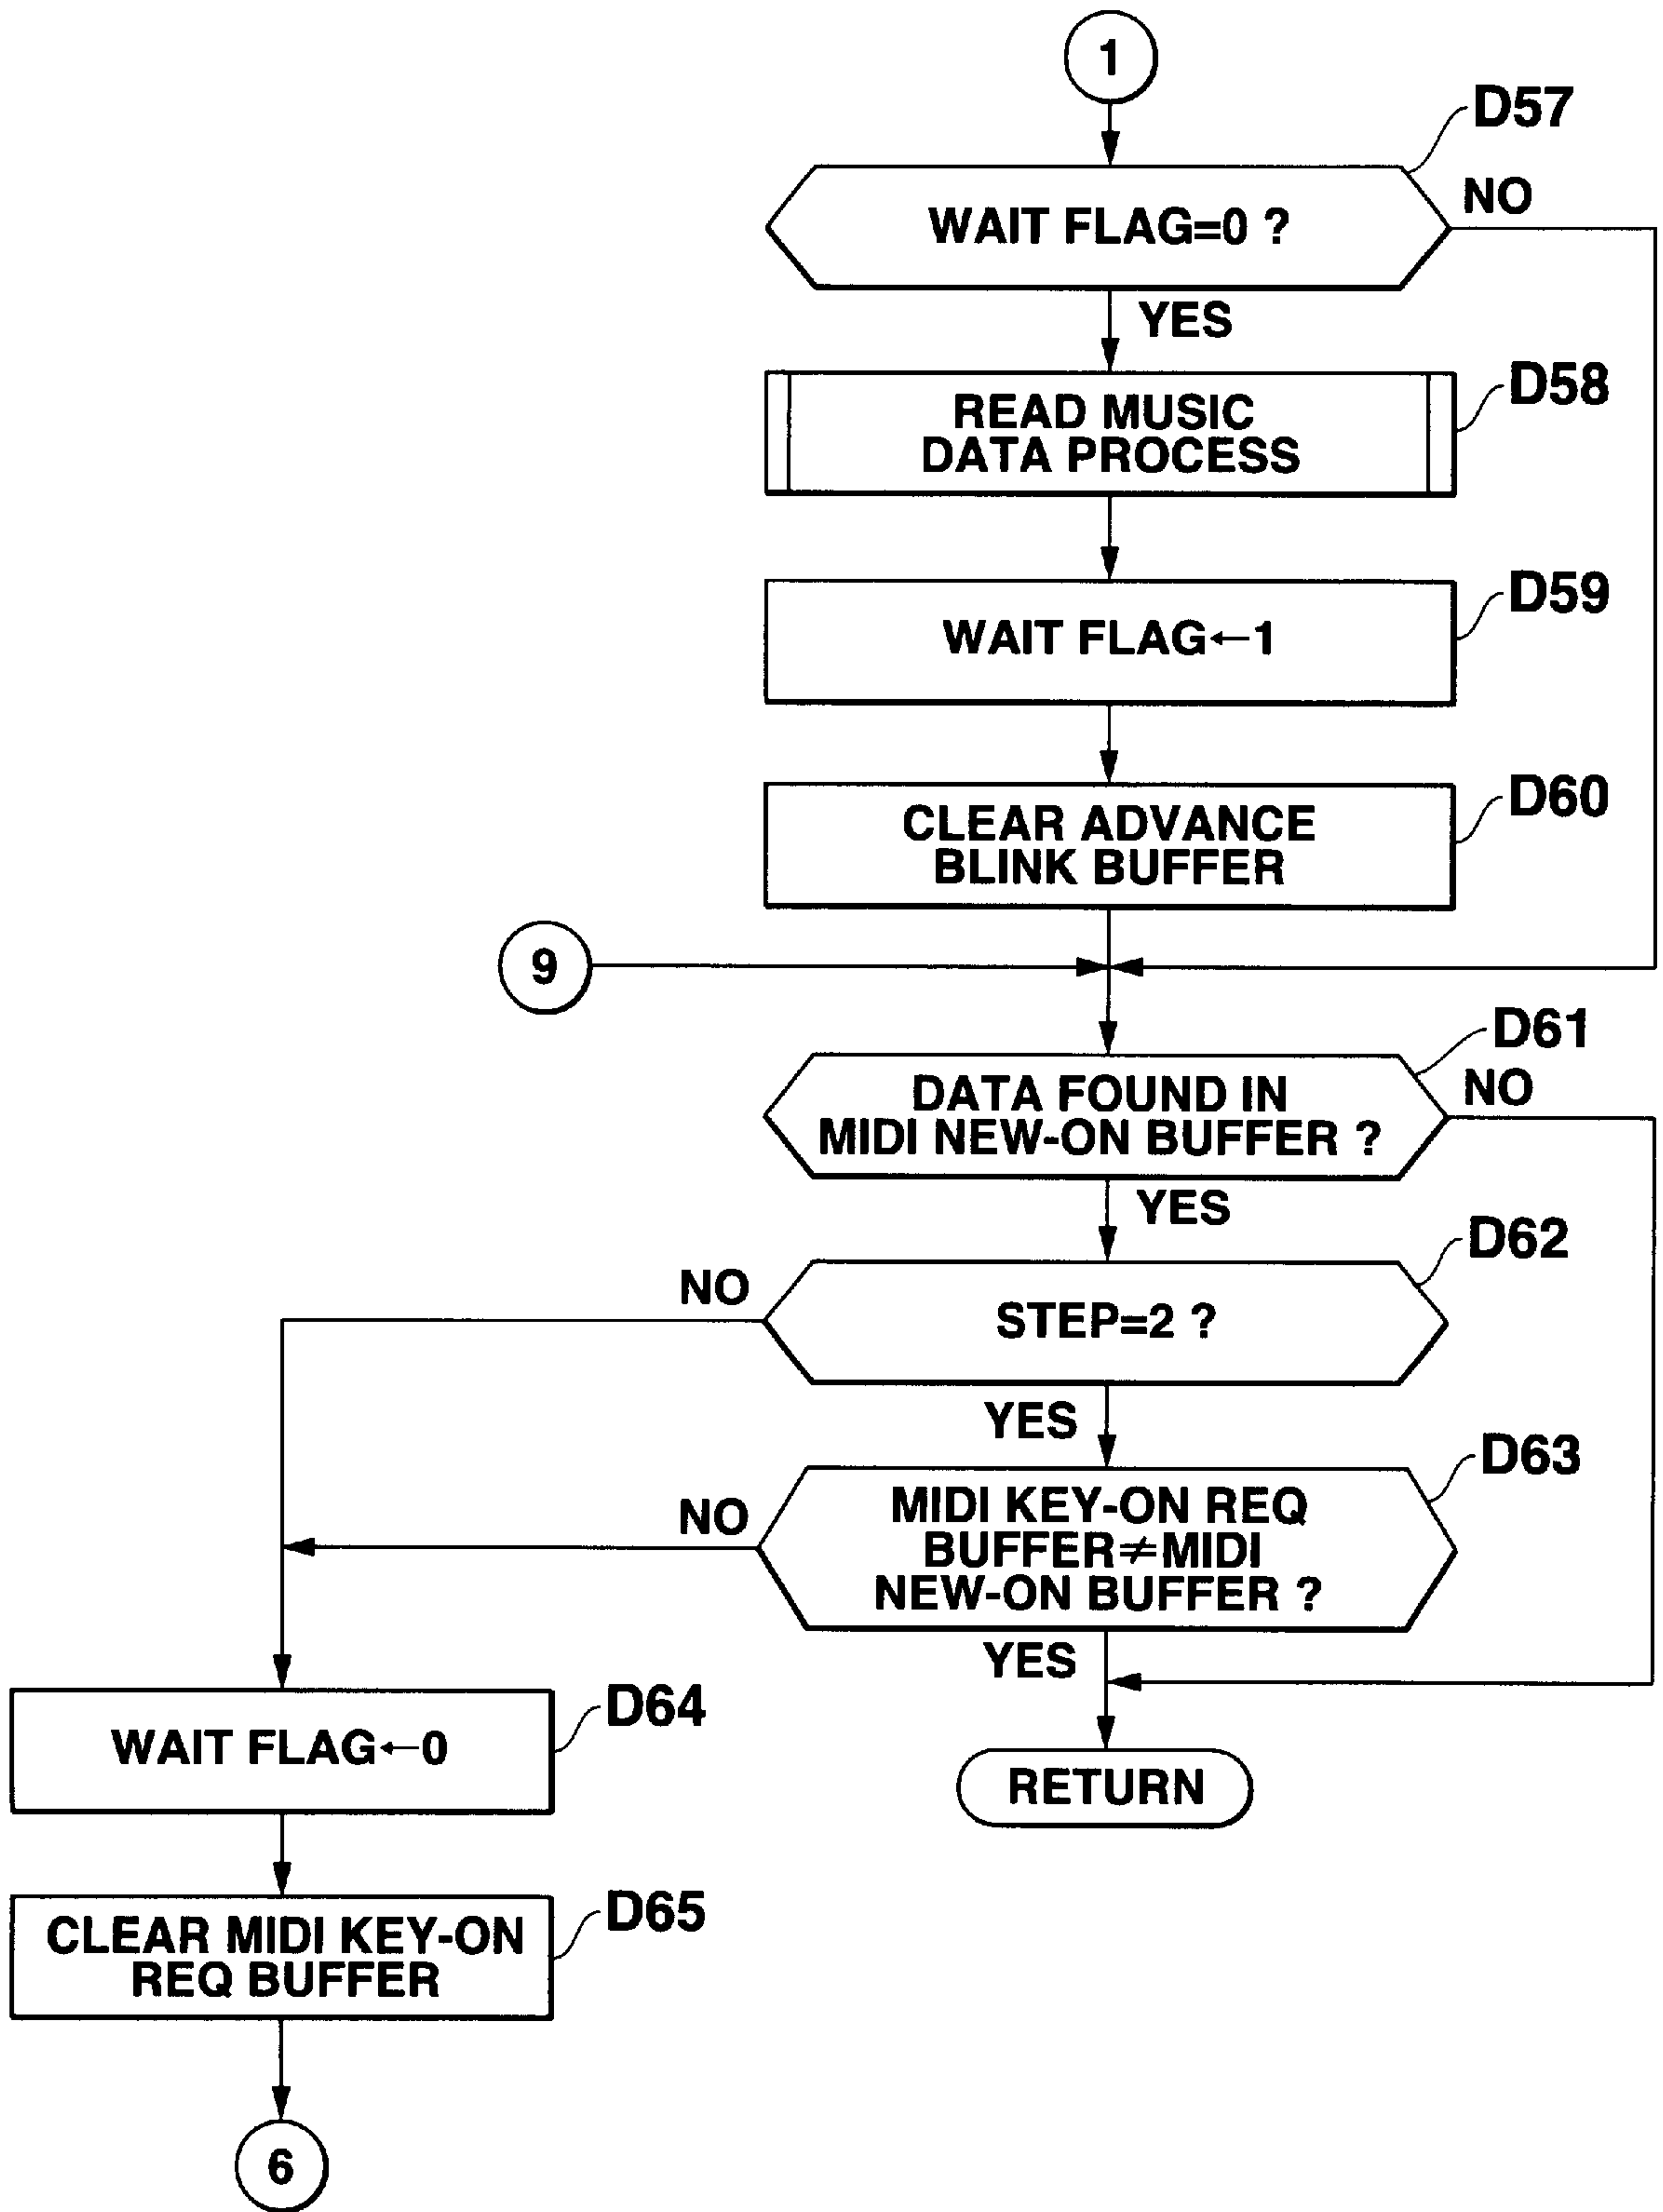 1
D57
WAIT FLAG=0 ?
NO
YES
D58
READ MUSIC
DATA PROCESS
D59
WAIT FLAG←1
D60
CLEAR ADVANCE
BLINK BUFFER
9
D61
DATA FOUND IN
MIDI NEW-ON BUFFER ?
NO
YES
D62
NO
STEP=2 ?
YES
D63
MIDI KEY-ON REQ
BUFFER≠MIDI
NEW-ON BUFFER ?
NO
YES
D64
WAIT FLAG←0
RETURN
D65
CLEAR MIDI KEY-ON
REQ BUFFER
6